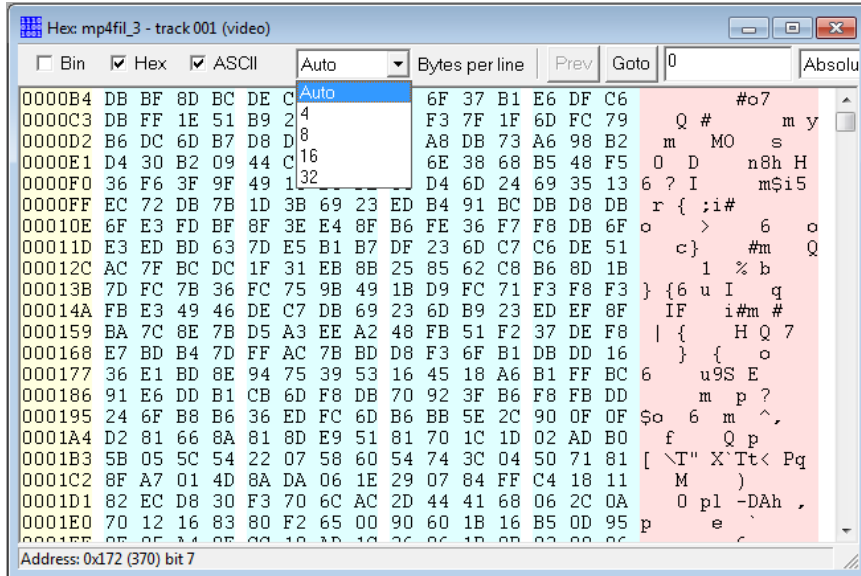 Hex: mp4fil_3 - track 001 (video)
Bin Hex ASCII Auto Bytes per line Prev Goto 0 Absolu
Auto
4
8
16
32
0000B4 DB BF 8D BC DE 6F 37 B1 E6 DF C6 #o7
0000C3 DB FF 1E 51 B9 F3 7F 1F 6D FC 79 Q # m y
0000D2 B6 DC 6D B7 D8 A8 DB 73 A6 98 B2 m MO s
0000E1 D4 30 B2 09 44 6E 38 68 B5 48 F5 0 D n8h H
0000F0 36 F6 3F 9F 49 D4 6D 24 69 35 13 6 ? I m$i5
0000FF EC 72 DB 7B 1D 3B 69 23 ED B4 91 BC DB D8 DB r { ;i#
00010E 6F E3 FD BF 8F 3E E4 8F B6 FE 36 F7 F8 DB 6F o > 6 o
00011D E3 ED BD 63 7D E5 B1 B7 DF 23 6D C7 C6 DE 51 c} #m Q
00012C AC 7F BC DC 1F 31 EB 8B 25 85 62 C8 B6 8D 1B 1 % b
00013B 7D FC 7B 36 FC 75 9B 49 1B D9 FC 71 F3 F8 F3 } {6 u I q
00014A FB E3 49 46 DE C7 DB 69 23 6D B9 23 ED EF 8F IF i#m #
000159 BA 7C 8E 7B D5 A3 EE A2 48 FB 51 F2 37 DE F8 | { H Q 7
000168 E7 BD B4 7D FF AC 7B BD D8 F3 6F B1 DB DD 16 } { o
000177 36 E1 BD 8E 94 75 39 53 16 45 18 A6 B1 FF BC 6 u9S E
000186 91 E6 DD B1 CB 6D F8 DB 70 92 3F B6 F8 FB DD m p ?
000195 24 6F B8 B6 36 ED FC 6D B6 BB 5E 2C 90 0F 0F $o 6 m ^,
0001A4 D2 81 66 8A 81 8D E9 51 81 70 1C 1D 02 AD B0 f Q p
0001B3 5B 05 5C 54 22 07 58 60 54 74 3C 04 50 71 81 [ \T" X`Tt< Pq
0001C2 8F A7 01 4D 8A DA 06 1E 29 07 84 FF C4 18 11 M )
0001D1 82 EC D8 30 F3 70 6C AC 2D 44 41 68 06 2C 0A 0 pl -DAh ,
0001E0 70 12 16 83 80 F2 65 00 90 60 1B 16 B5 0D 95 p e `
Address: 0x172 (370) bit 7